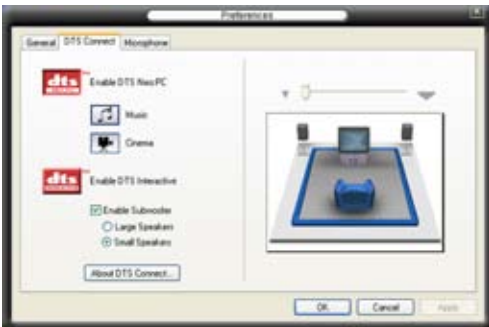 Preferences
General DTS Connect Microphone
dts Enable DTS Neo:PC
Music
Cinema
dts Enable DTS Interactive
Enable Subwoofer
Large Speakers
Small Speakers
About DTS Connect...
OK Cancel Apply